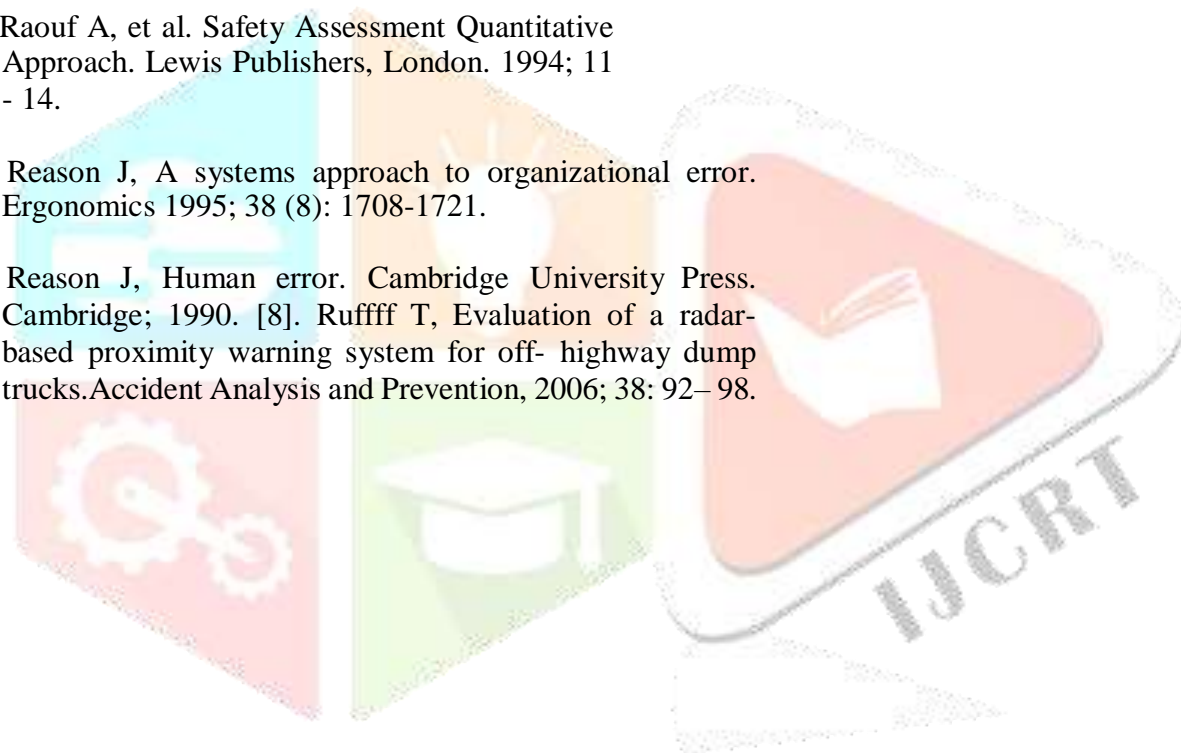 Raouf A, et al. Safety Assessment Quantitative
Approach. Lewis Publishers, London. 1994; 11
- 14.
Reason J, A systems approach to organizational error.
Ergonomics 1995; 38 (8): 1708-1721.
Reason J, Human error. Cambridge University Press.
Cambridge; 1990. [8]. Ruffff T, Evaluation of a radar-
based proximity warning system for off- highway dump
trucks.Accident Analysis and Prevention, 2006; 38: 92– 98.
IJCRT